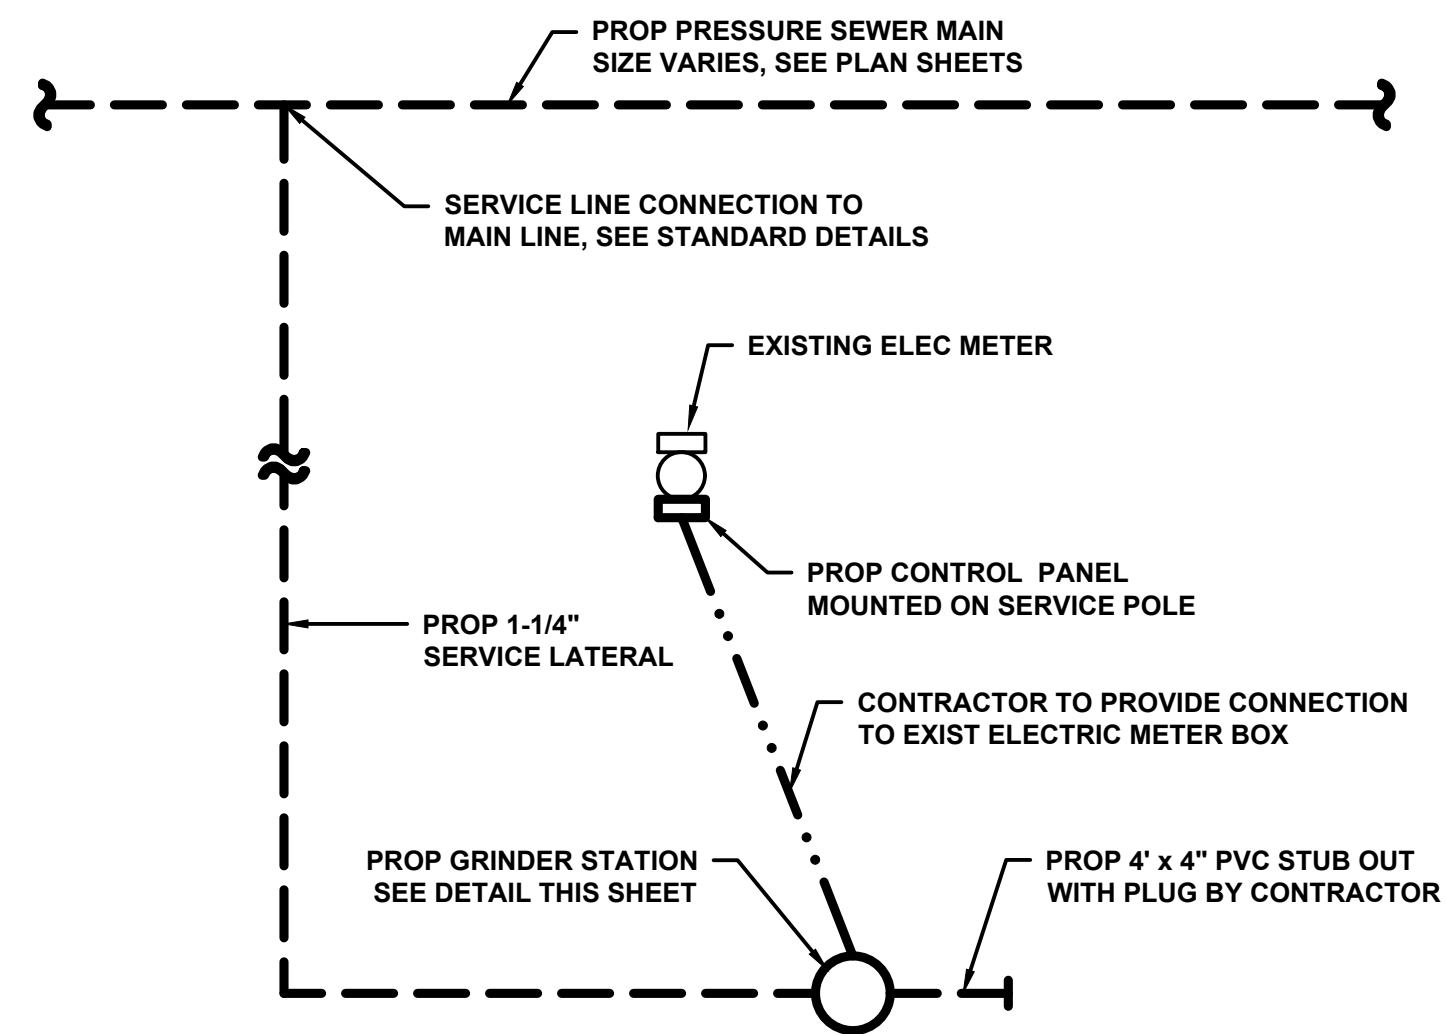 PROP PRESSURE SEWER MAIN
SIZE VARIES, SEE PLAN SHEETS
SERVICE LINE CONNECTION TO
MAIN LINE, SEE STANDARD DETAILS
EXISTING ELEC METER
PROP CONTROL PANEL
MOUNTED ON SERVICE POLE
PROP 1-1/4"
SERVICE LATERAL
CONTRACTOR TO PROVIDE CONNECTION
TO EXIST ELECTRIC METER BOX
PROP GRINDER STATION
SEE DETAIL THIS SHEET
PROP 4' x 4" PVC STUB OUT
WITH PLUG BY CONTRACTOR